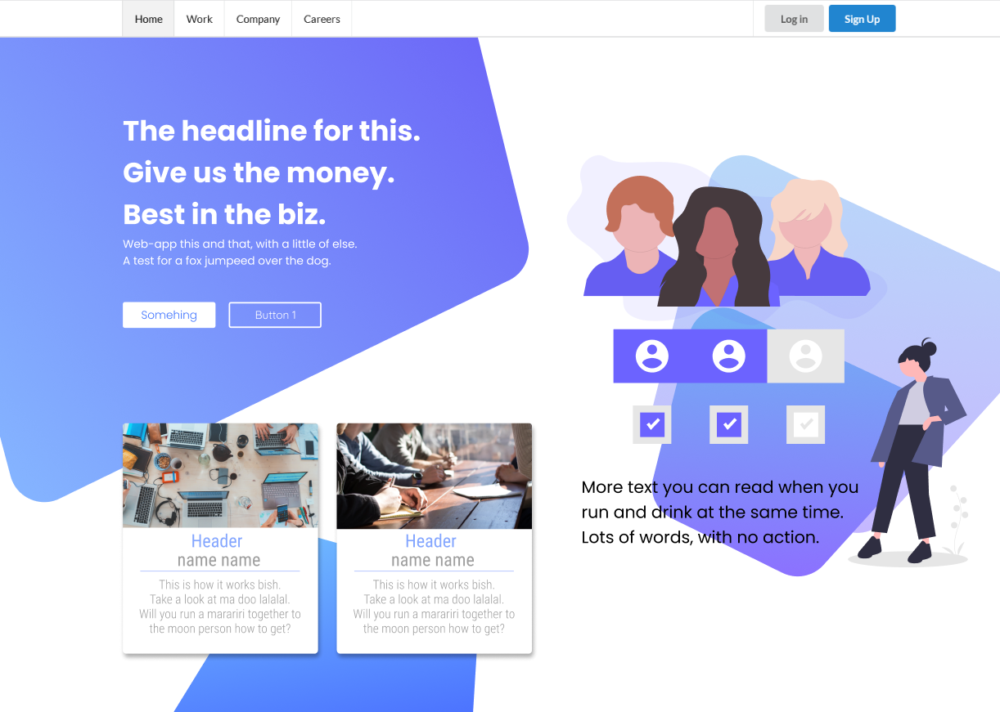 Home
Work
Company
Careers
Log in
Sign Up
The headline for this.
Give us the money.
Best in the biz.
Web-app this and that, with a little of else.
A test for a fox jumpeed over the dog.
Somehing
Button 1
Header
name name
This is how it works bish.
Take a look at ma doo lalalal.
Will you run a marariri together to
the moon person how to get?
Header
name name
This is how it works bish.
Take a look at ma doo lalalal.
Will you run a marariri together to
the moon person how to get?
More text you can read when you
run and drink at the same time.
Lots of words, with no action.